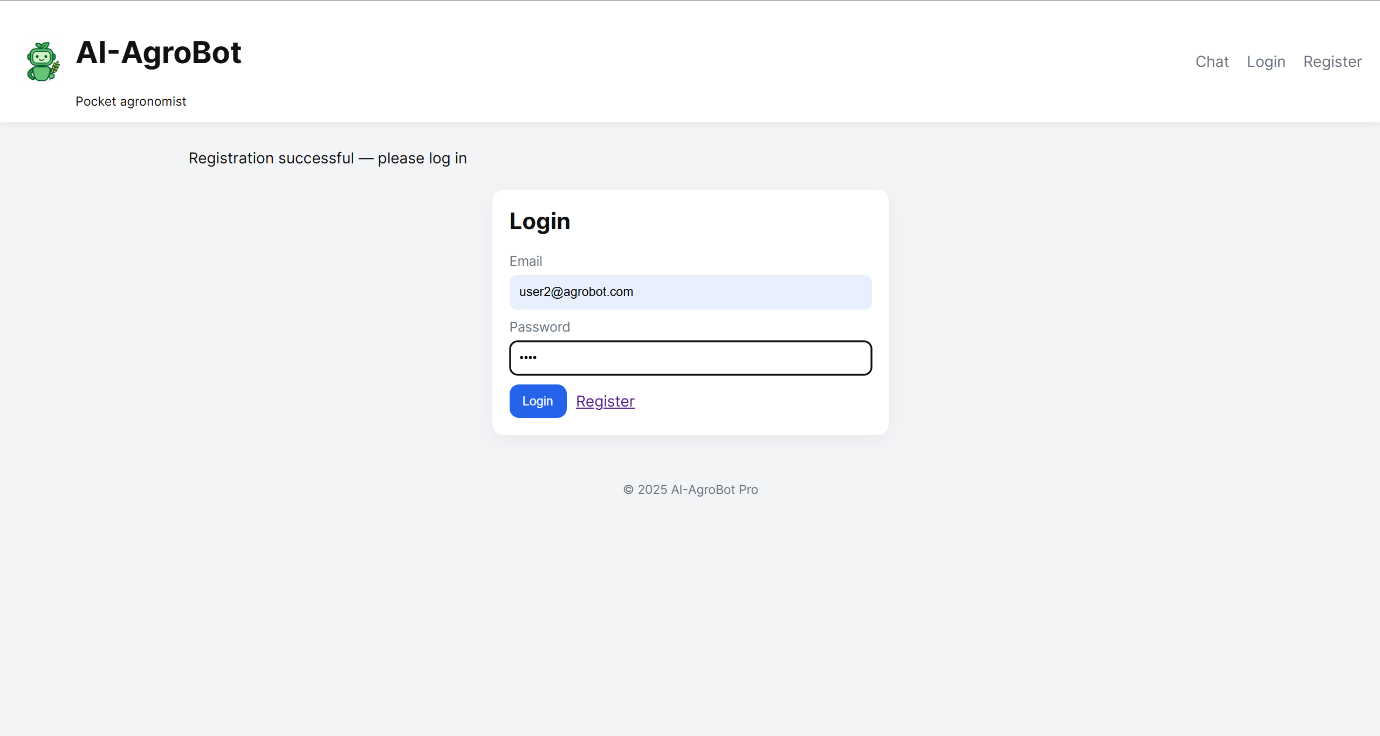 AI-AgroBot
Pocket agronomist
Chat Login Register
Registration successful — please log in
Login
Email
user2@agrobot.com
Password
••••
Login Register
© 2025 AI-AgroBot Pro